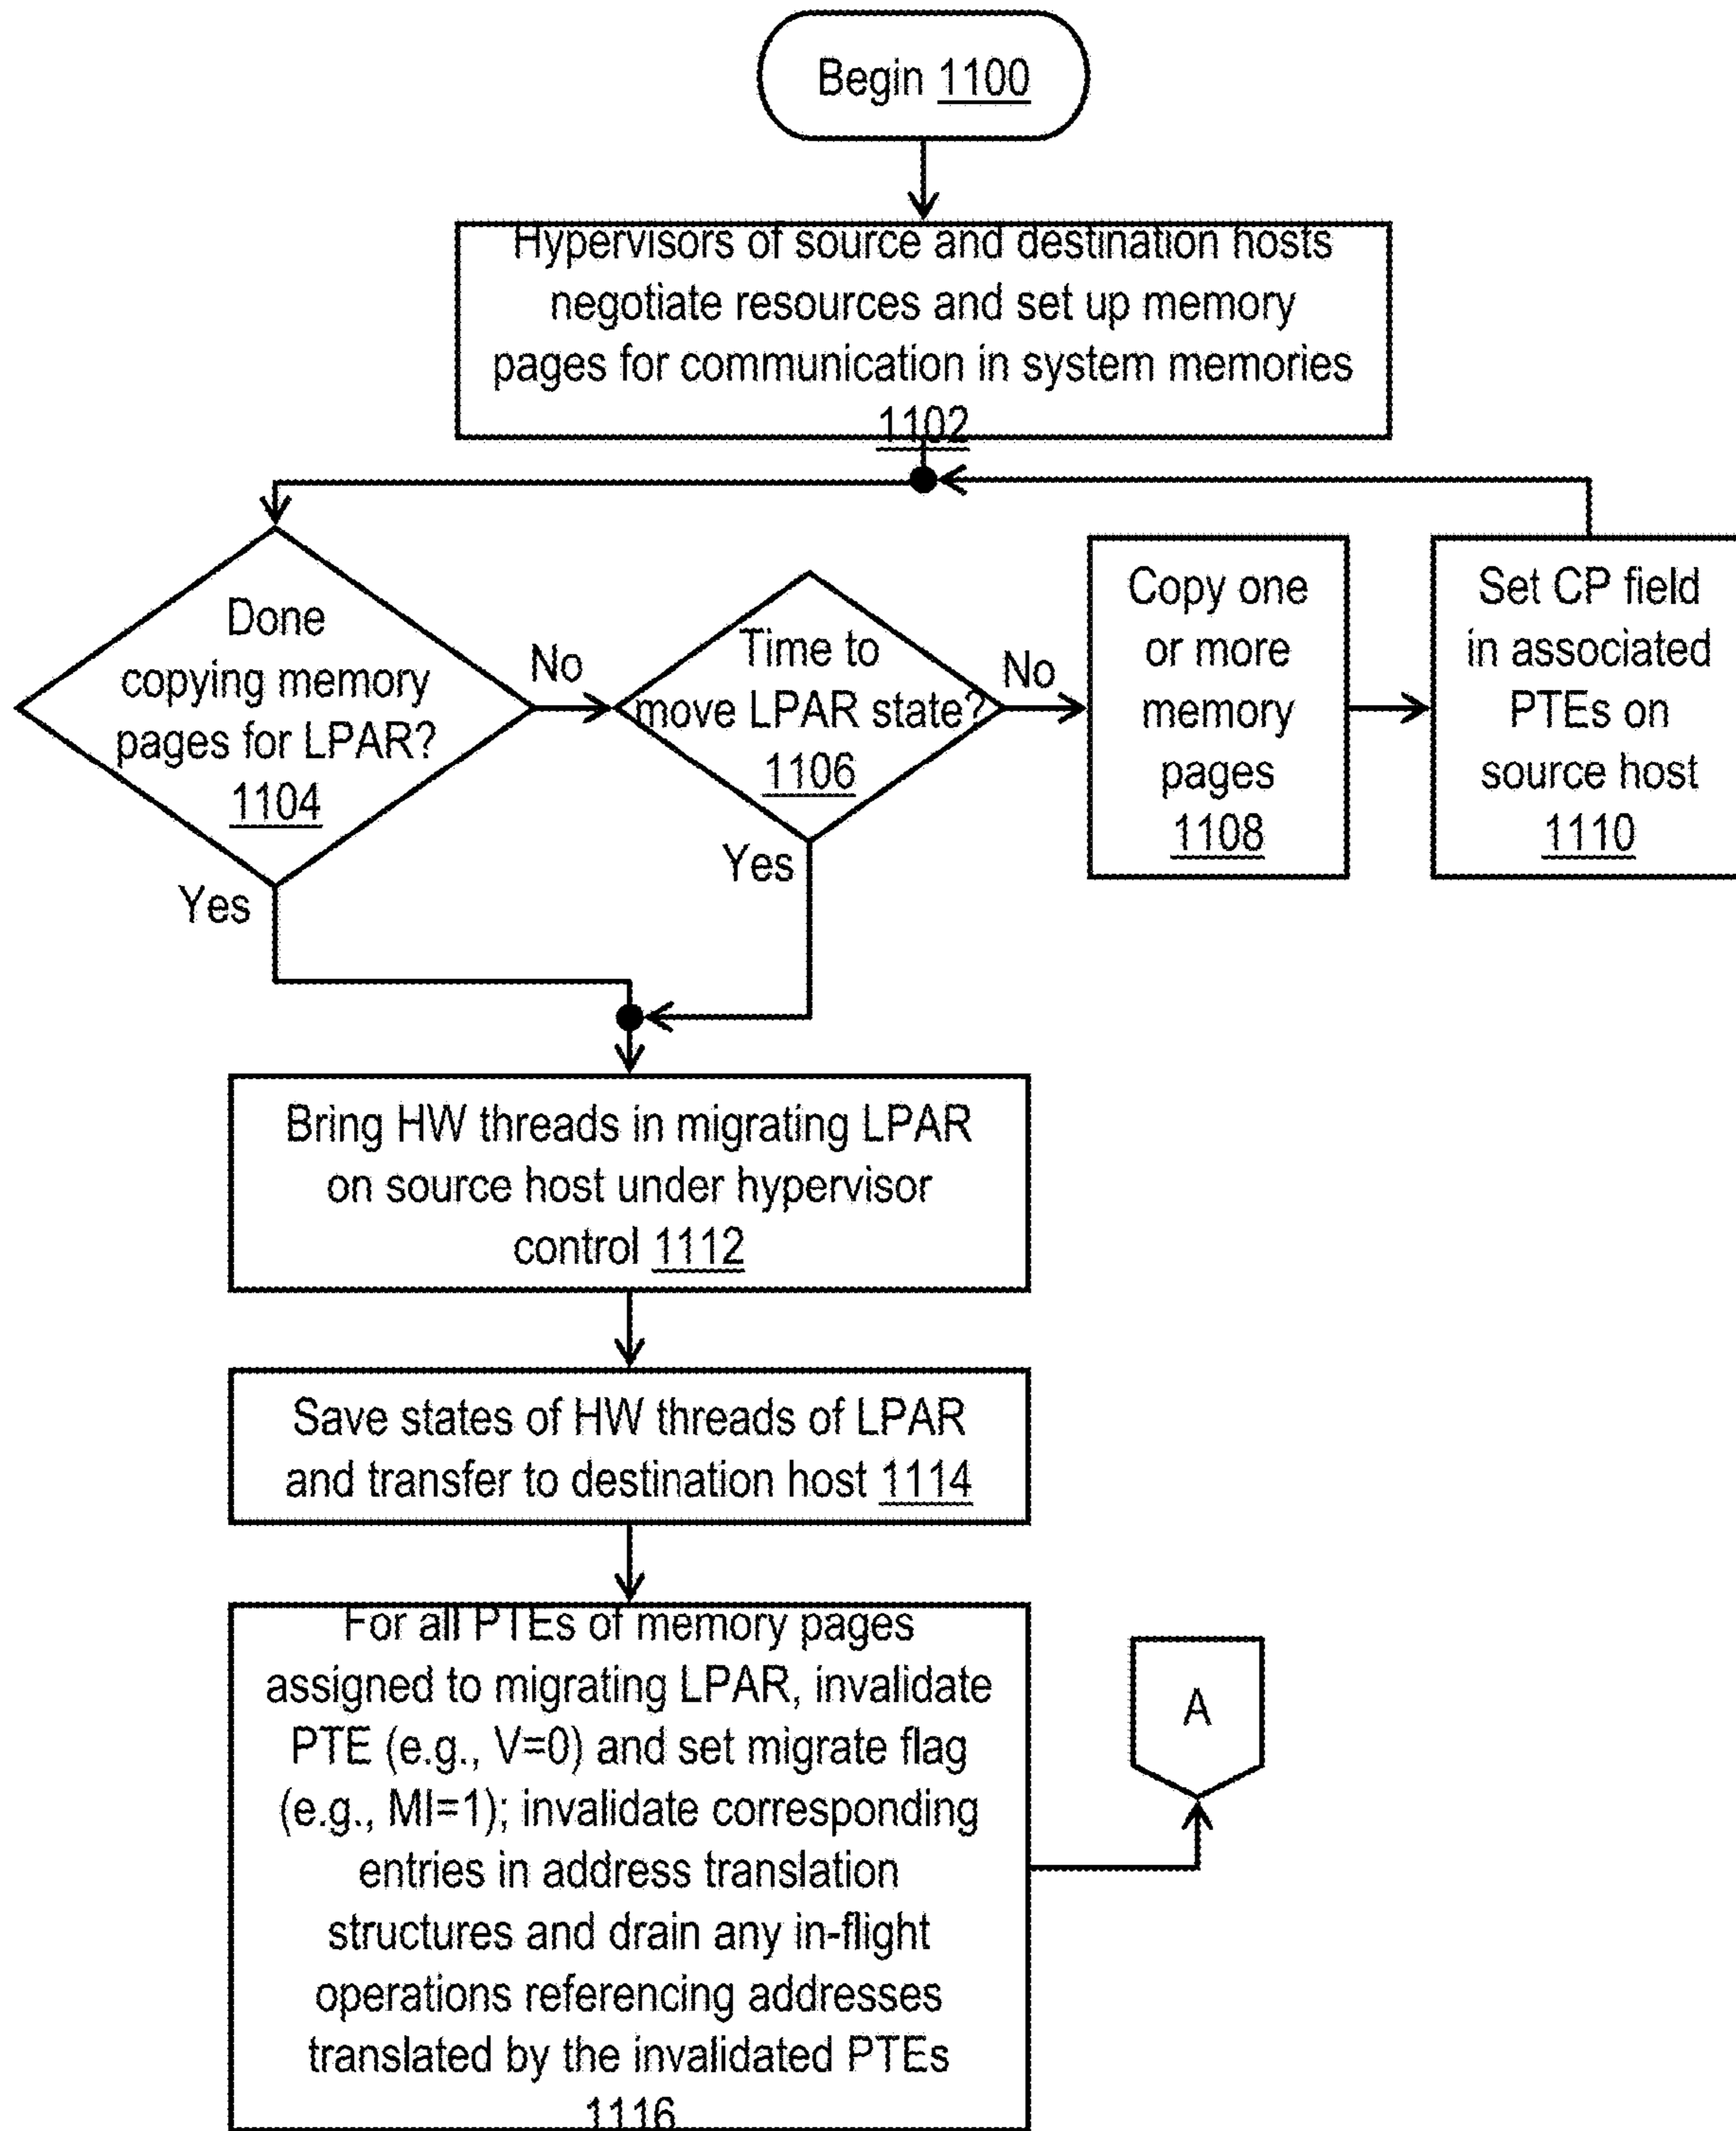 Begin 1100
Hypervisors of source and destination hosts
negotiate resources and set up memory
pages for communication in system memories
1102
Done
copying memory
pages for LPAR?
1104
No
Yes
Time to
move LPAR state?
1106
No
Yes
Copy one
or more
memory
pages
1108
Set CP field
in associated
PTEs on
source host
1110
Bring HW threads in migrating LPAR
on source host under hypervisor
control 1112
Save states of HW threads of LPAR
and transfer to destination host 1114
For all PTEs of memory pages
assigned to migrating LPAR, invalidate
PTE (e.g., V=0) and set migrate flag
(e.g., MI=1); invalidate corresponding
entries in address translation
structures and drain any in-flight
operations referencing addresses
translated by the invalidated PTEs
1116
A